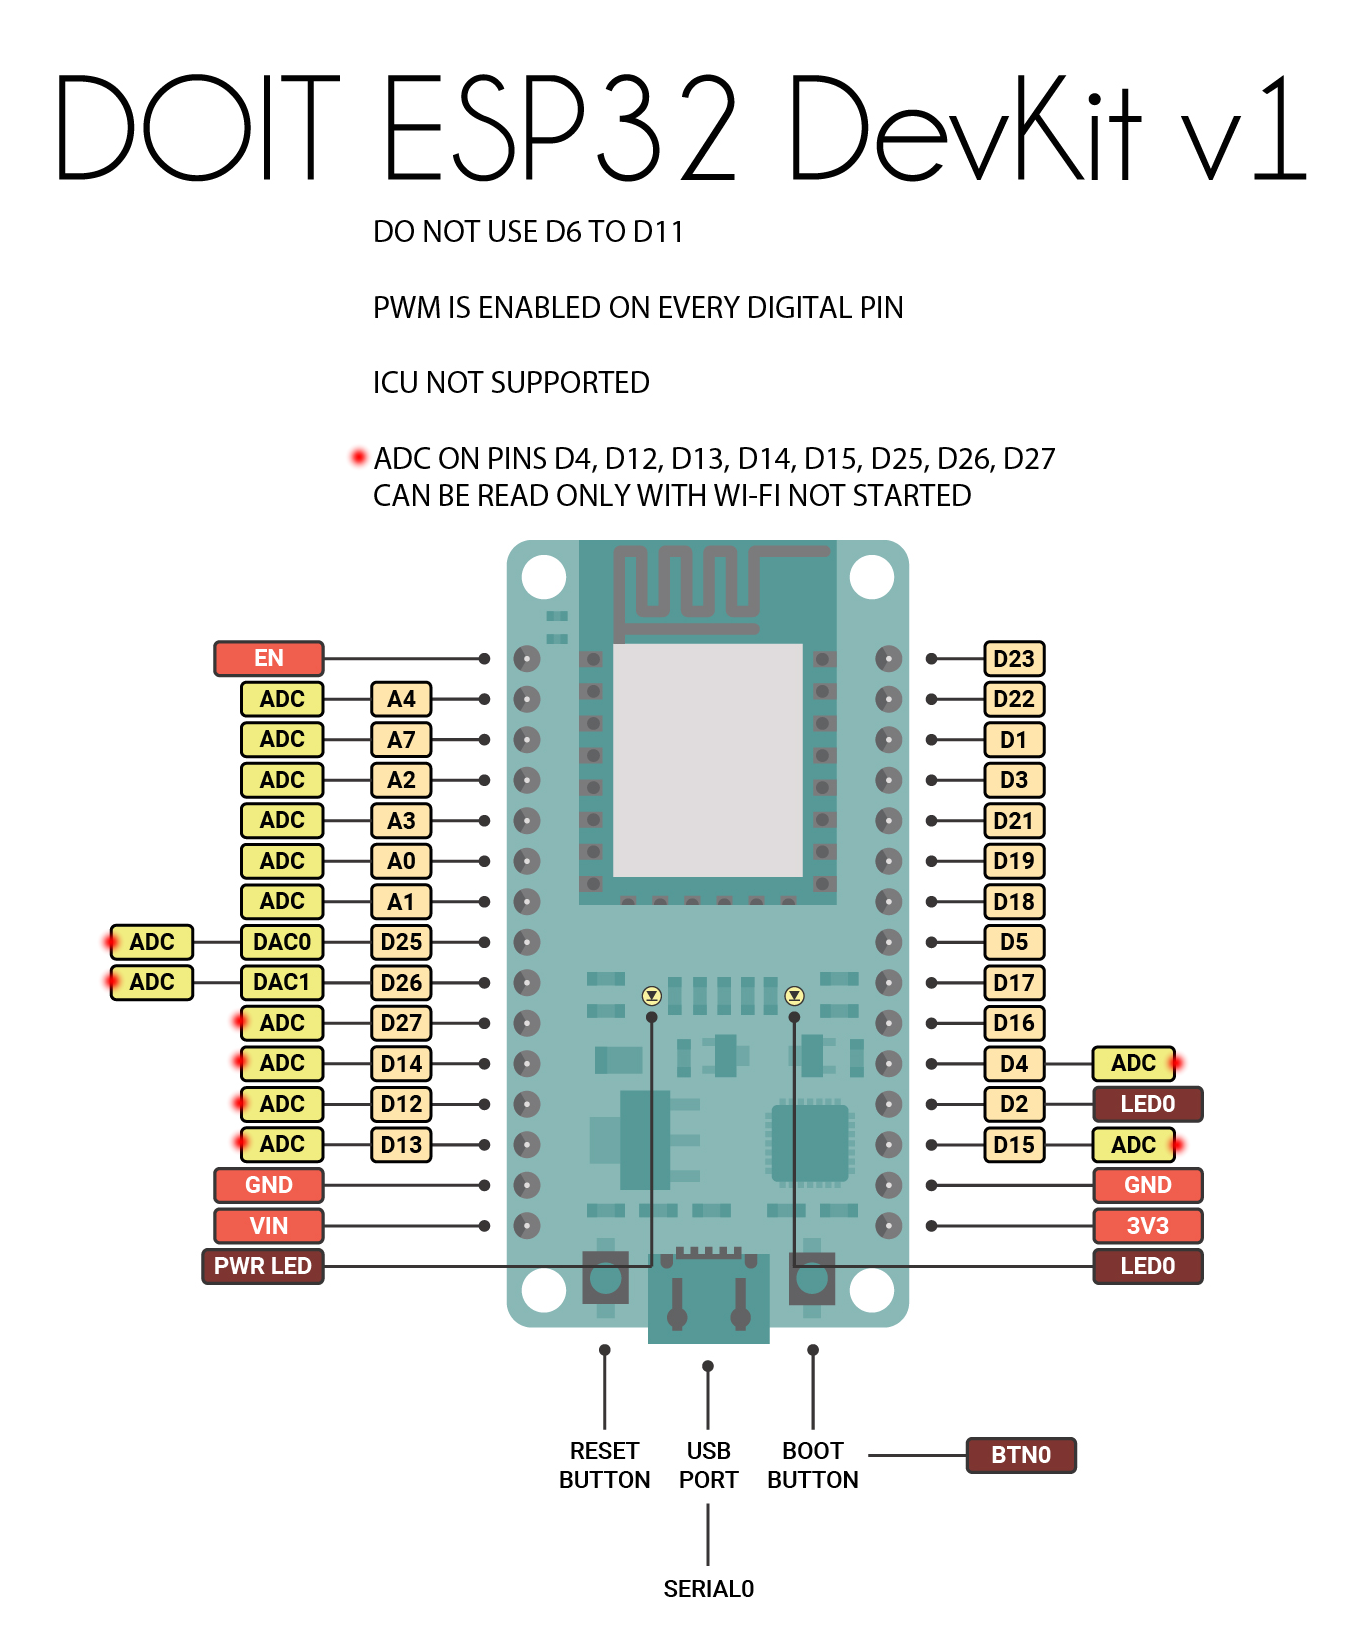 DOIT ESP32 DevKit v1
DO NOT USE D6 TO D11
PWM IS ENABLED ON EVERY DIGITAL PIN
ICU NOT SUPPORTED
ADC ON PINS D4, D12, D13, D14, D15, D25, D26, D27
CAN BE READ ONLY WITH WI-FI NOT STARTED
EN D23
ADC A4 D22
ADC A7 D1
ADC A2 D3
ADC A3 D21
ADC A0 D19
ADC A1 D18
ADC DAC0 D25 D5
ADC DAC1 D26 D17
ADC D27 D16
ADC D14 D4 ADC
ADC D12 D2 LED0
ADC D13 D15 ADC
GND GND
VIN 3V3
PWR LED LED0
RESET BUTTON
USB PORT
BOOT BUTTON
BTN0
SERIAL0